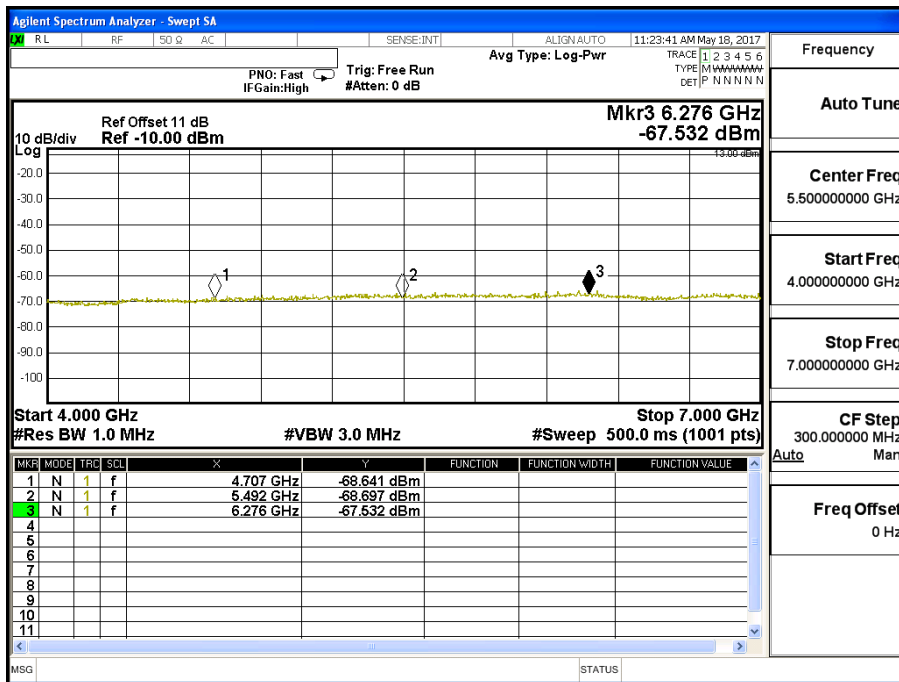 Agilent Spectrum Analyzer - Swept SA
LXI RL RF 50 Ω AC SENSE:INT ALIGNAUTO 11:23:41 AM May 18, 2017
Frequency
Avg Type: Log-Pwr
TRACE 1 2 3 4 5 6
TYPE M WWWWW
DET P N N N N N
PNO: Fast
IFGain:High
Trig: Free Run
#Atten: 0 dB
Auto Tune
Mkr3 6.276 GHz
-67.532 dBm
Ref Offset 11 dB
Ref -10.00 dBm
10 dB/div
Log
13.00 dBm
-20.0
-30.0
-40.0
-50.0
-60.0
-70.0
-80.0
-90.0
-100
1
2
3
Center Freq
5.500000000 GHz
Start Freq
4.000000000 GHz
Stop Freq
7.000000000 GHz
Start 4.000 GHz
Stop 7.000 GHz
#Res BW 1.0 MHz
#VBW 3.0 MHz
#Sweep 500.0 ms (1001 pts)
CF Step
300.000000 MHz
Auto Man
Freq Offset
0 Hz
MKR MODE TRC SCL X Y FUNCTION FUNCTION WIDTH FUNCTION VALUE
1 N 1 f 4.707 GHz -68.641 dBm
2 N 1 f 5.492 GHz -68.697 dBm
3 N 1 f 6.276 GHz -67.532 dBm
4
5
6
7
8
9
10
11
MSG
STATUS